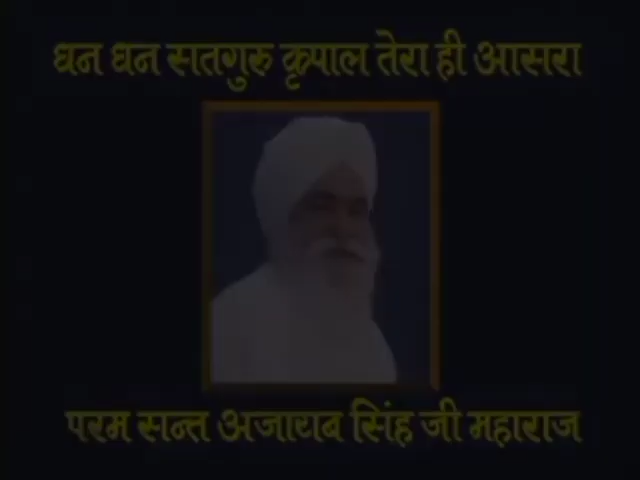 धन धन सतगुरु कृपाल तेरा ही आसरा
परम सन्त अजायब सिंह जी महाराज